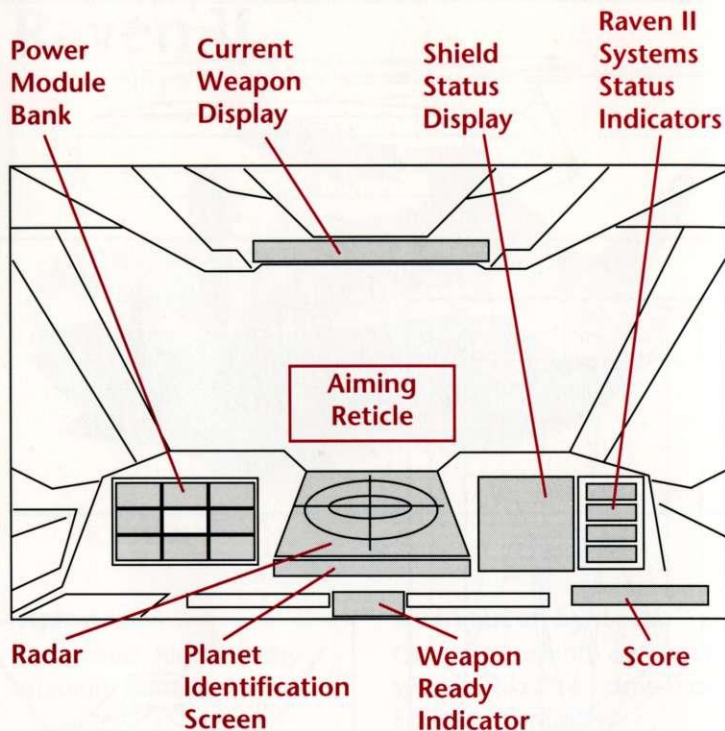 Power
Module
Bank
Current
Weapon
Display
Shield
Status
Display
Raven II
Systems
Status
Indicators
Aiming
Reticle
Radar
Planet
Identification
Screen
Weapon
Ready
Indicator
Score